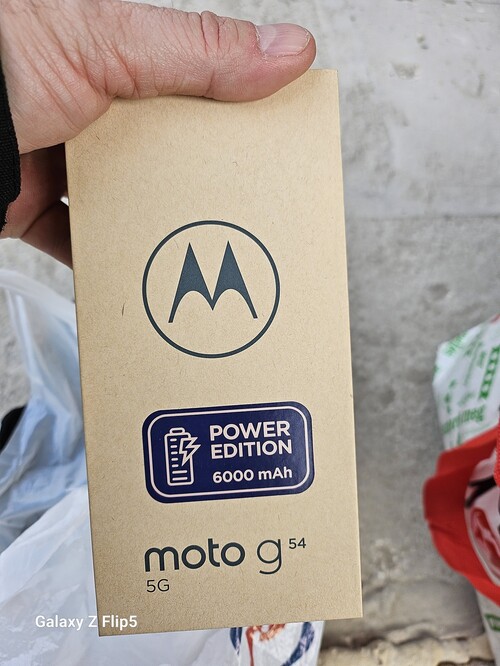 POWER
EDITION
6000 mAh
moto g 54
5G
Galaxy Z Flip5